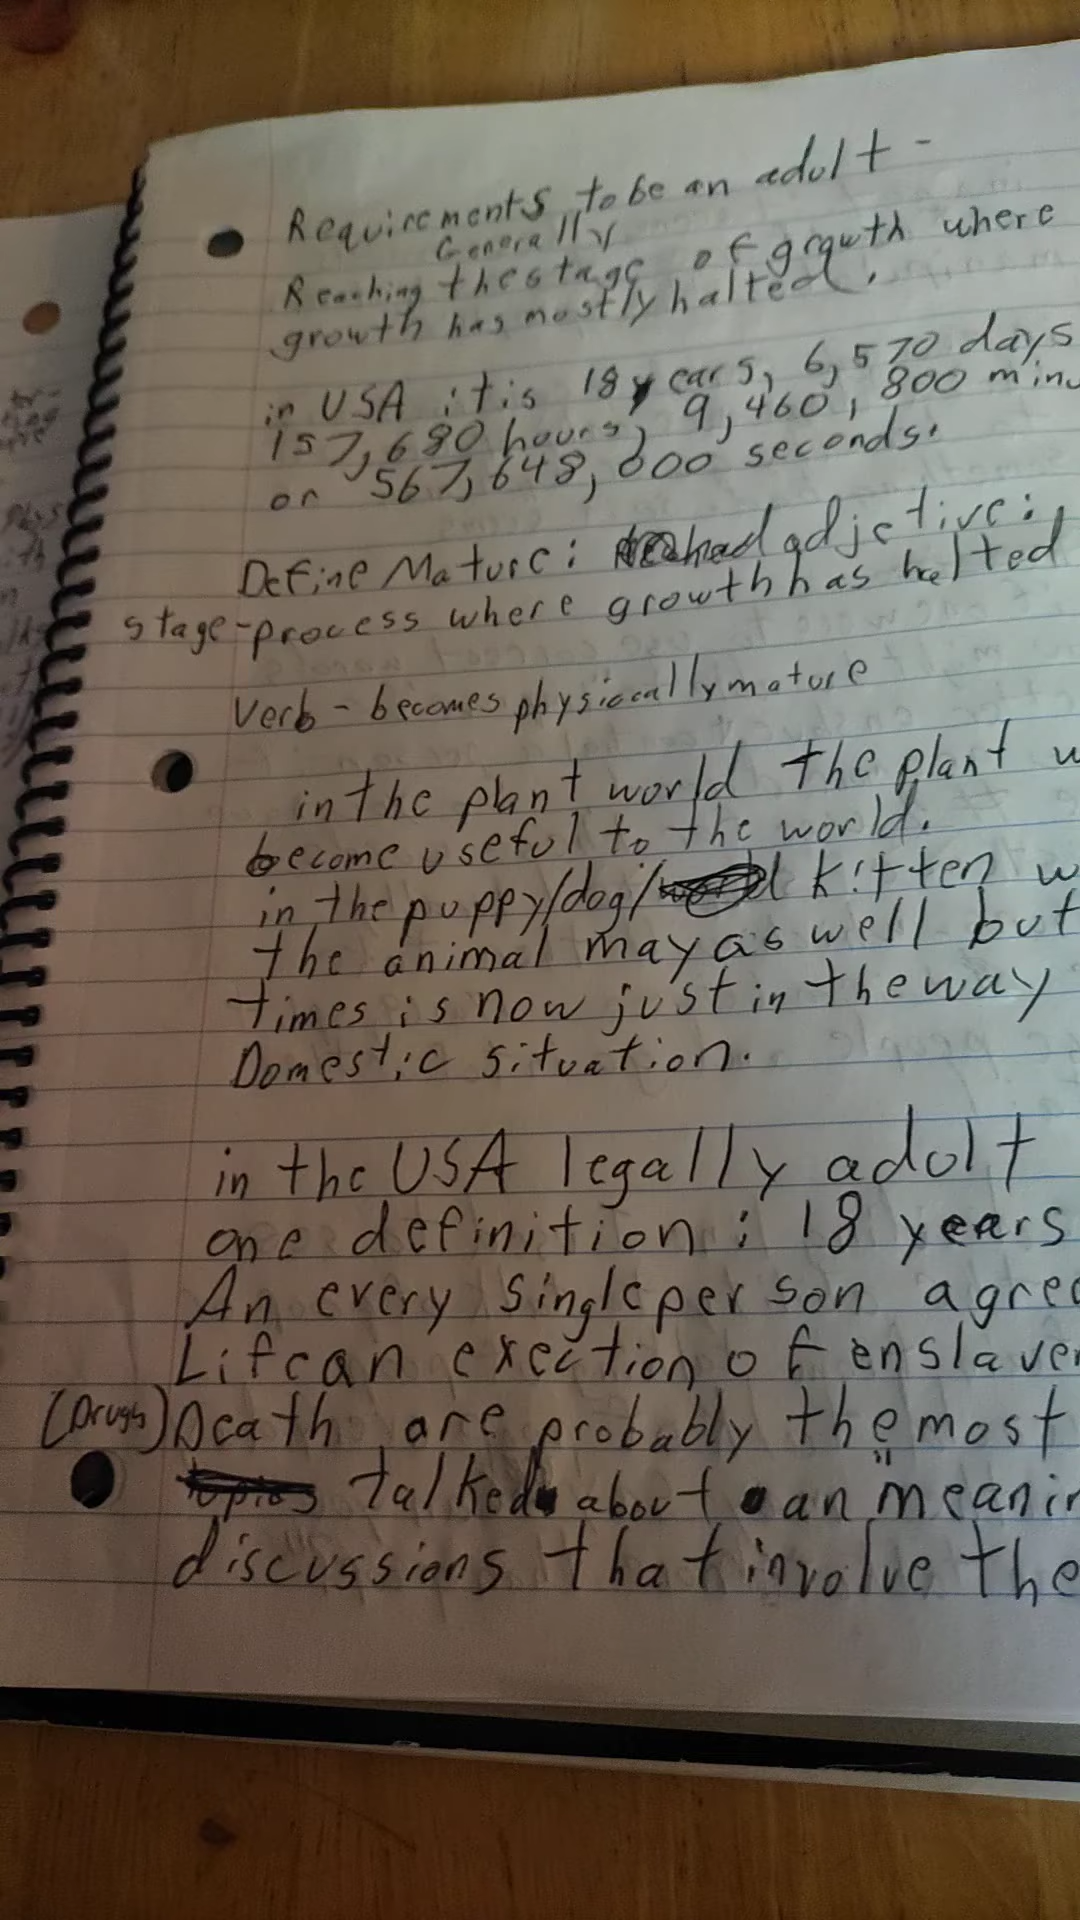 Requirements to be an adult -
Generally
Reaching the stage of growth where
growth has mostly halted.
in USA it is 18 years, 6,570 days
157,680 hours, 9,460,800 minu
or 567,648,000 seconds.
Define Mature: adjctive:
stage-process where growth has halted
Verb - becomes physically mature
in the plant world the plant w
become useful to the world.
in the puppy/dog/ kitten w
the animal may as well but
times is now just in the way
Domestic situation.
in the USA legally adult
one definition: 18 years
An every single person agree
Lifcan exection of enslaver
(Drugs) Death are probably the most
topics talked about an "meanin
discussions that involve the